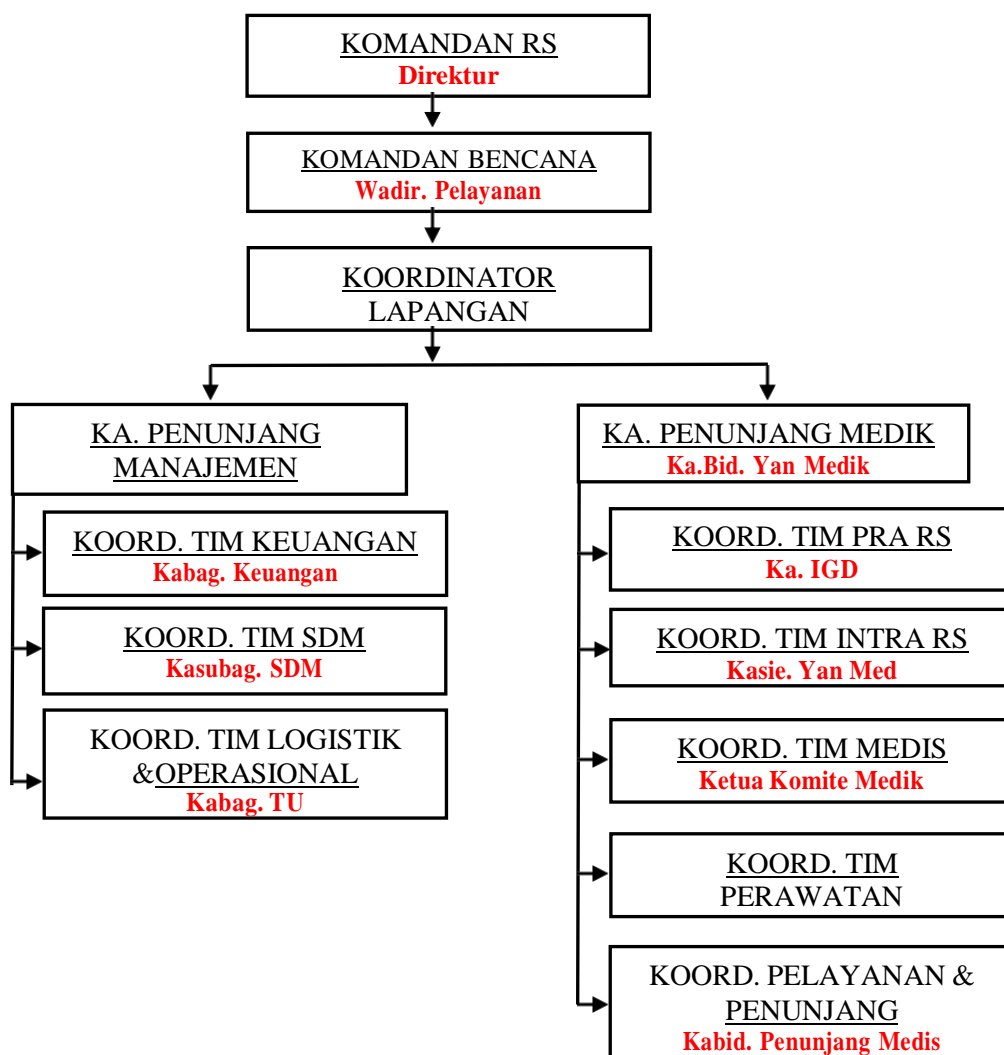 KOMANDAN RS
Direktur
KOMANDAN BENCANA
Wadir. Pelayanan
KOORDINATOR
LAPANGAN
KA. PENUNJANG
MANAJEMEN
KOORD. TIM KEUANGAN
Kabag. Keuangan
KOORD. TIM SDM
Kasubag. SDM
KOORD. TIM LOGISTIK
&OPERASIONAL
Kabag. TU
KA. PENUNJANG MEDIK
Ka.Bid. Yan Medik
KOORD. TIM PRA RS
Ka. IGD
KOORD. TIM INTRA RS
Kasie. Yan Med
KOORD. TIM MEDIS
Ketua Komite Medik
KOORD. TIM
PERAWATAN
KOORD. PELAYANAN &
PENUNJANG
Kabid. Penunjang Medis